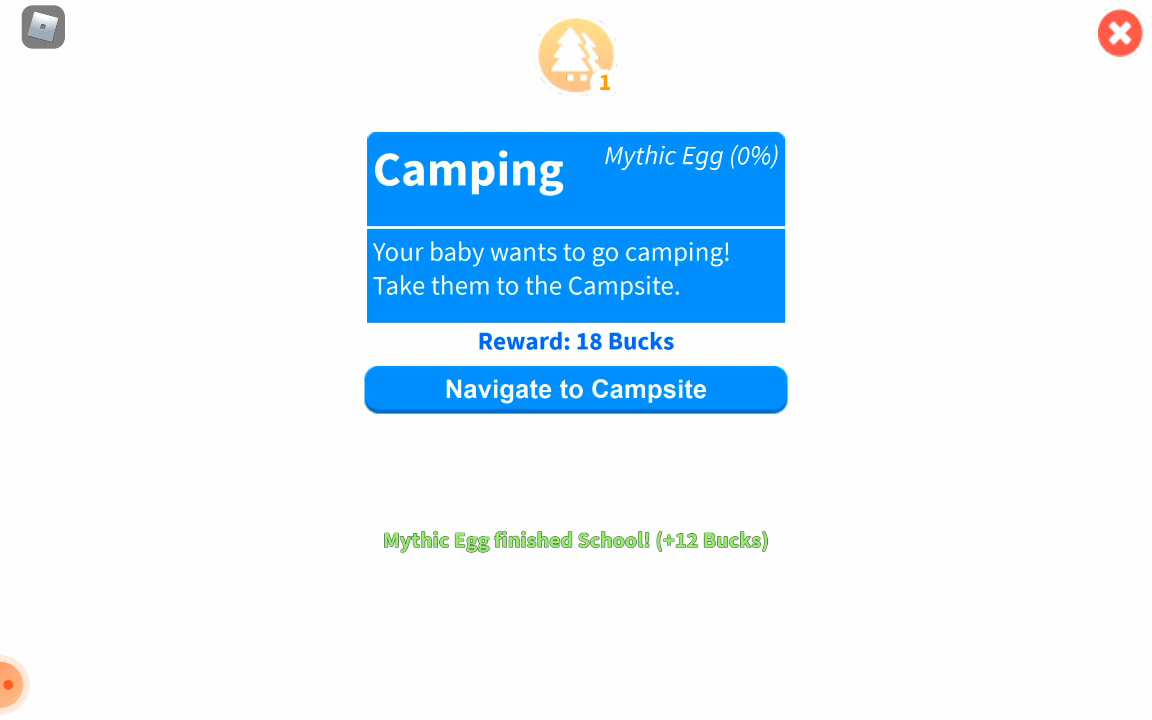 1
Camping
Mythic Egg (0%)
Your baby wants to go camping!
Take them to the Campsite.
Reward: 18 Bucks
Navigate to Campsite
Mythic Egg finished School! (+12 Bucks)